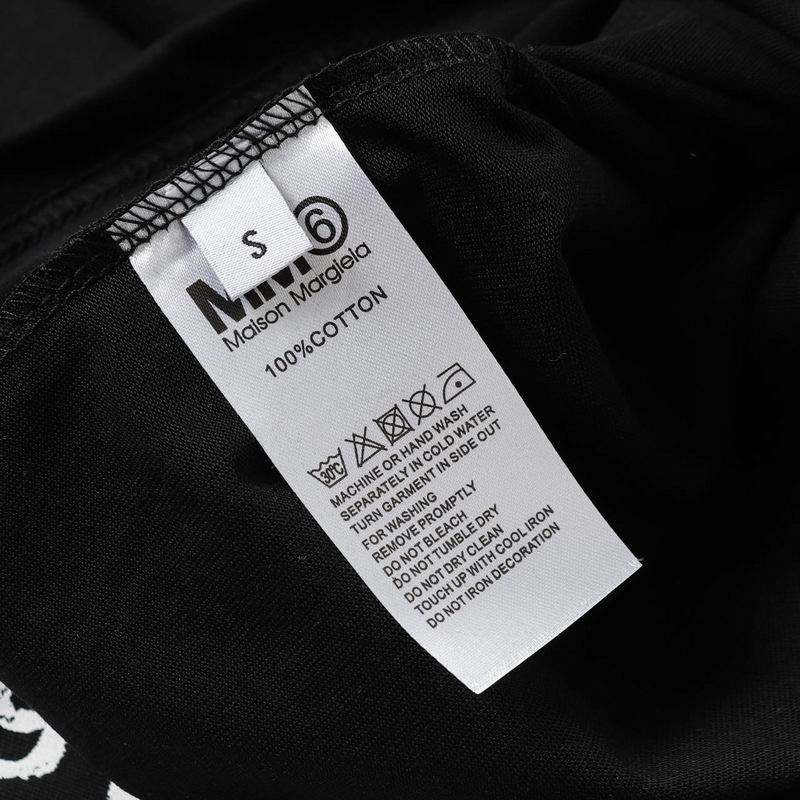 S
MM⑥
Maison Margiela
100%COTTON
30℃
MACHINE OR HAND WASH
SEPARATELY IN COLD WATER
TURN GARMENT IN SIDE OUT
FOR WASHING
REMOVE PROMPTLY
DO NOT BLEACH
DO NOT TUMBLE DRY
DO NOT DRY CLEAN
TOUCH UP WITH COOL IRON
DO NOT IRON DECORATION